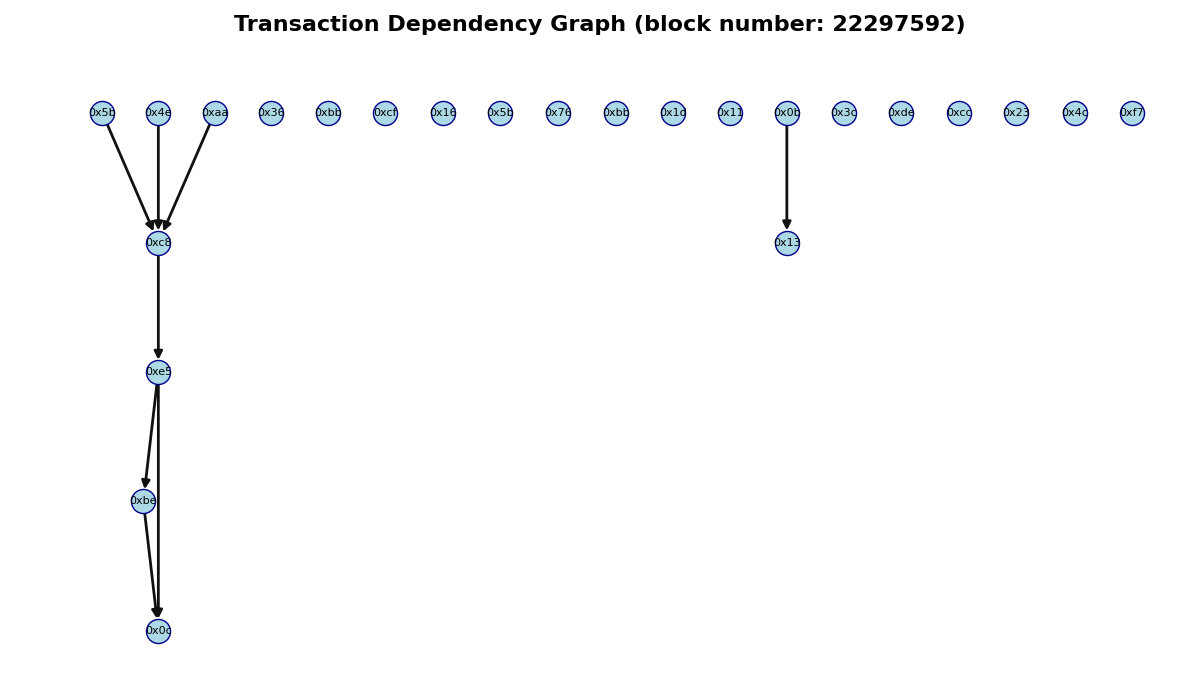 Transaction Dependency Graph (block number: 22297592)
0x5b 0x4e 0xaa 0x36 0xbb 0xcf 0x16 0x5b 0x76 0xbb 0x1d 0x11 0x0b 0x3c 0xde 0xcc 0x23 0x4c 0xf7
0xc8 0x13
0xe5
0xbe
0x0c